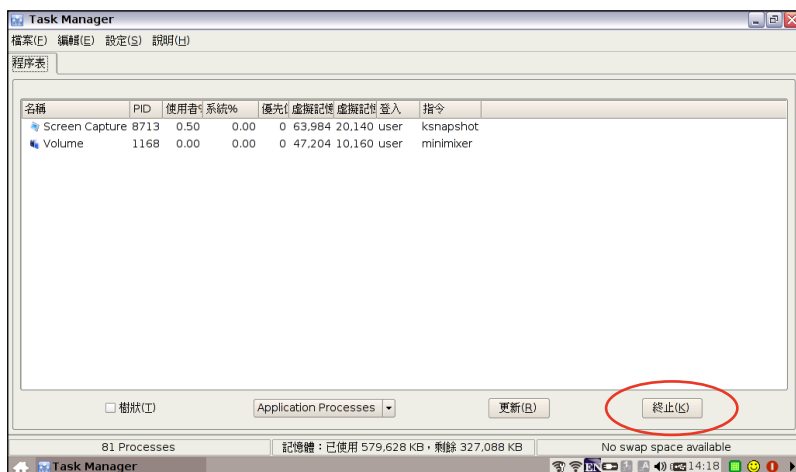 Task Manager
檔案(F) 編輯(E) 設定(S) 說明(H)
程序表
名稱 PID 使用者 系統% 優先 虛擬記憶 虛擬記憶 登入 指令
Screen Capture 8713 0.50 0.00 0 63,984 20,140 user ksnapshot
Volume 1168 0.00 0.00 0 47,204 10,160 user minimixer
樹狀(T) Application Processes 更新(R) 終止(K)
81 Processes 記憶體：已使用 579,628 KB，剩餘 327,088 KB No swap space available
Task Manager EN 14:18